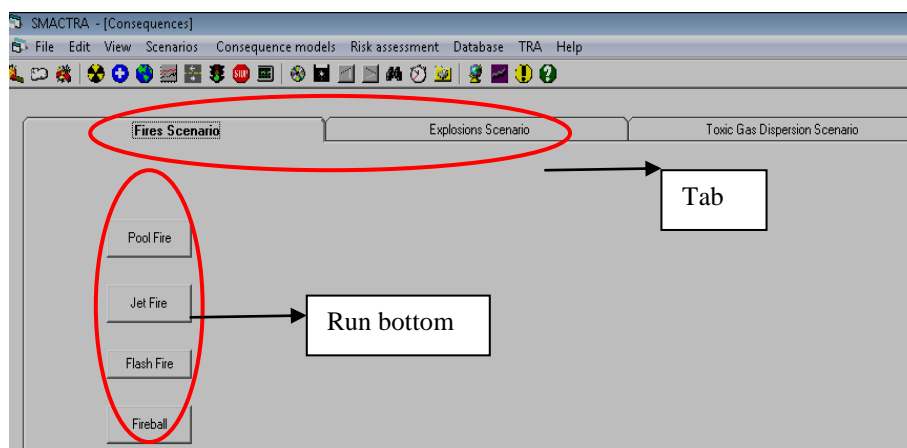 SMACTRA - [Consequences]
File Edit View Scenarios Consequence models Risk assessment Database TRA Help
STOP
Fires Scenario Explosions Scenario Toxic Gas Dispersion Scenario
Tab
Pool Fire
Jet Fire
Run bottom
Flash Fire
Fireball